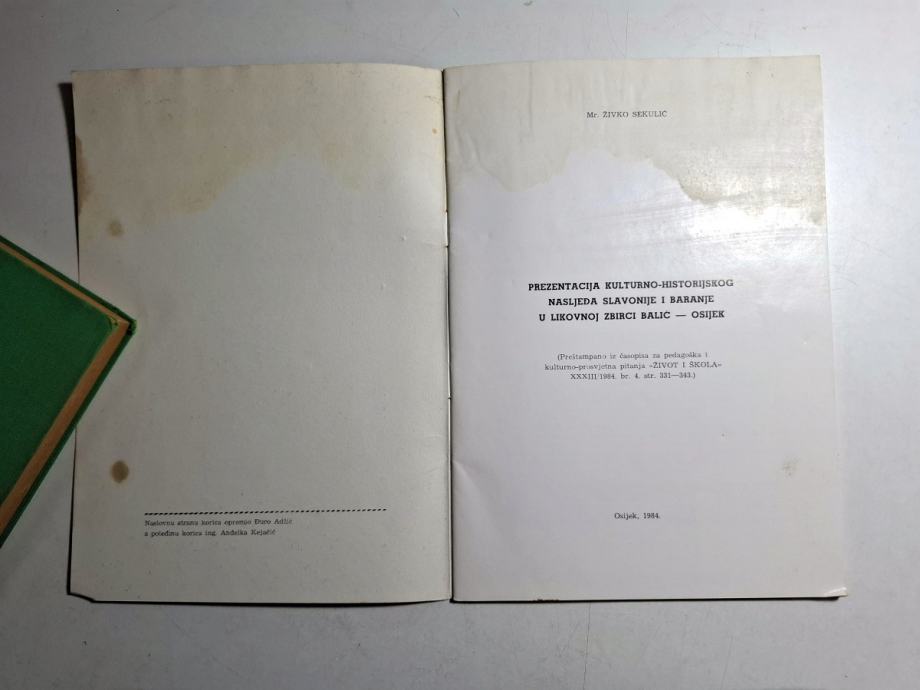 Naslovnu stranu korica opremio Đuro Adžić
a poleđinu korica ing. Anđelka Kejačić
Mr. ŽIVKO SEKULIĆ
PREZENTACIJA KULTURNO-HISTORIJSKOG
NASLJEĐA SLAVONIJE I BARANJE
U LIKOVNOJ ZBIRCI BALIĆ — OSIJEK
(Preštampano iz časopisa za pedagoška i
kulturno-prosvjetna pitanja »ŽIVOT I ŠKOLA«
XXXIII/1984. br. 4. str. 331—343.)
Osijek, 1984.